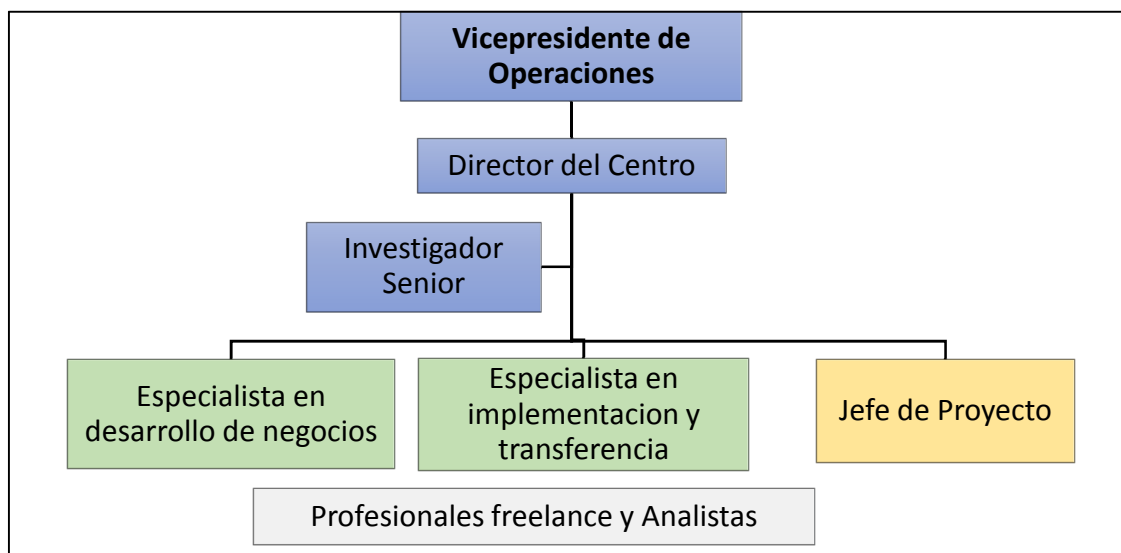 Vicepresidente de
Operaciones
Director del Centro
Investigador
Senior
Especialista en
desarrollo de negocios
Especialista en
implementacion y
transferencia
Jefe de Proyecto
Profesionales freelance y Analistas